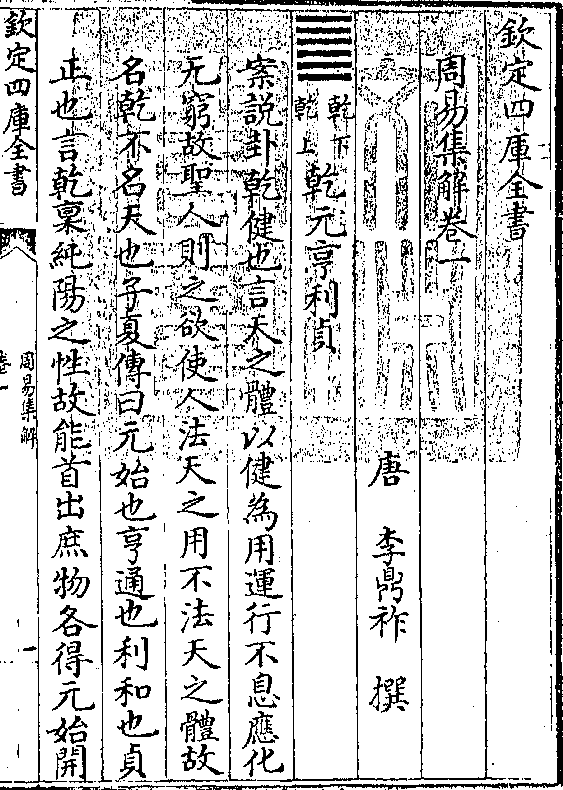 欽定四庫全書
周易集解卷一
唐　李鼎祚　撰
乾下
乾上
乾元亨利貞
案説卦乾健也言天之體以健為用運行不息應化
无窮故聖人則之欲使人法天之用不法天之體故
名乾不名天也子夏傳曰元始也亨通也利和也貞
正也言乾禀純陽之性故能首出庶物各得元始開
欽定四庫全書
周易集解
卷一
一